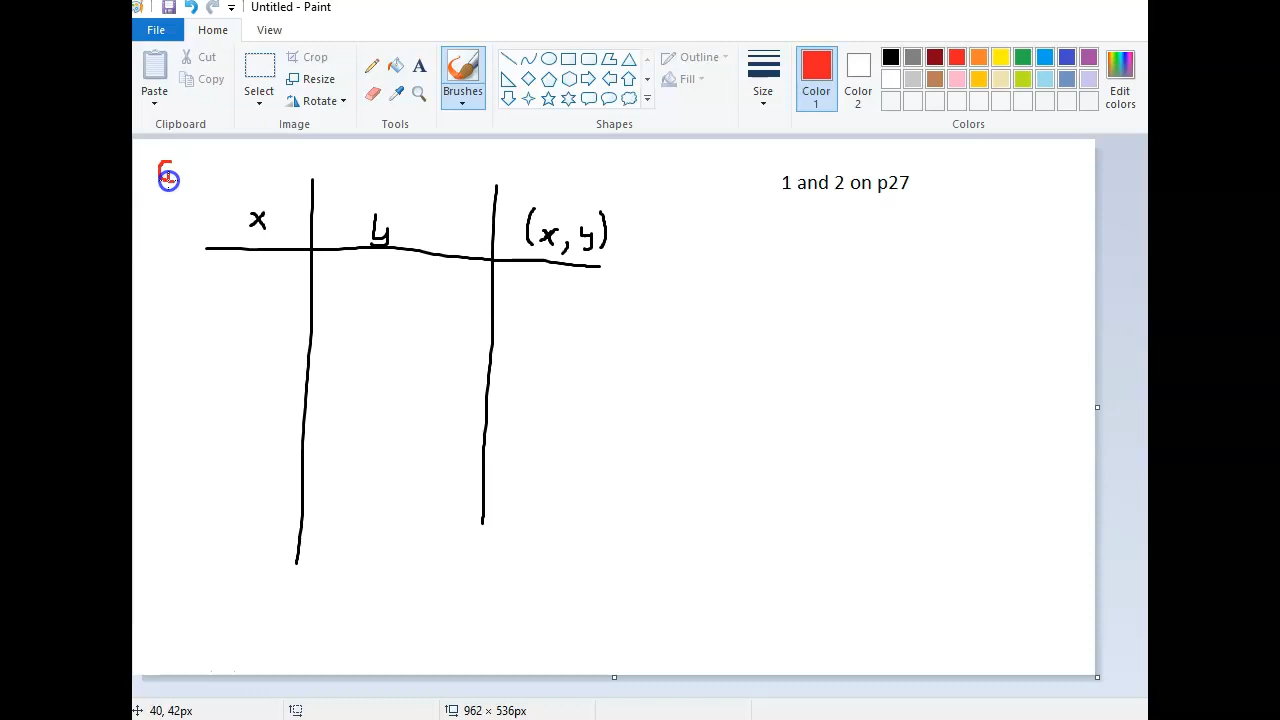 Untitled - Paint
File Home View
Paste Cut Copy Clipboard
Select Crop Resize Rotate Image
A Tools
Brushes
Outline Fill Shapes
Size
Color 1 Color 2 Edit colors Colors
1 and 2 on p27
x y (x, y)
40, 42px 962 × 536px